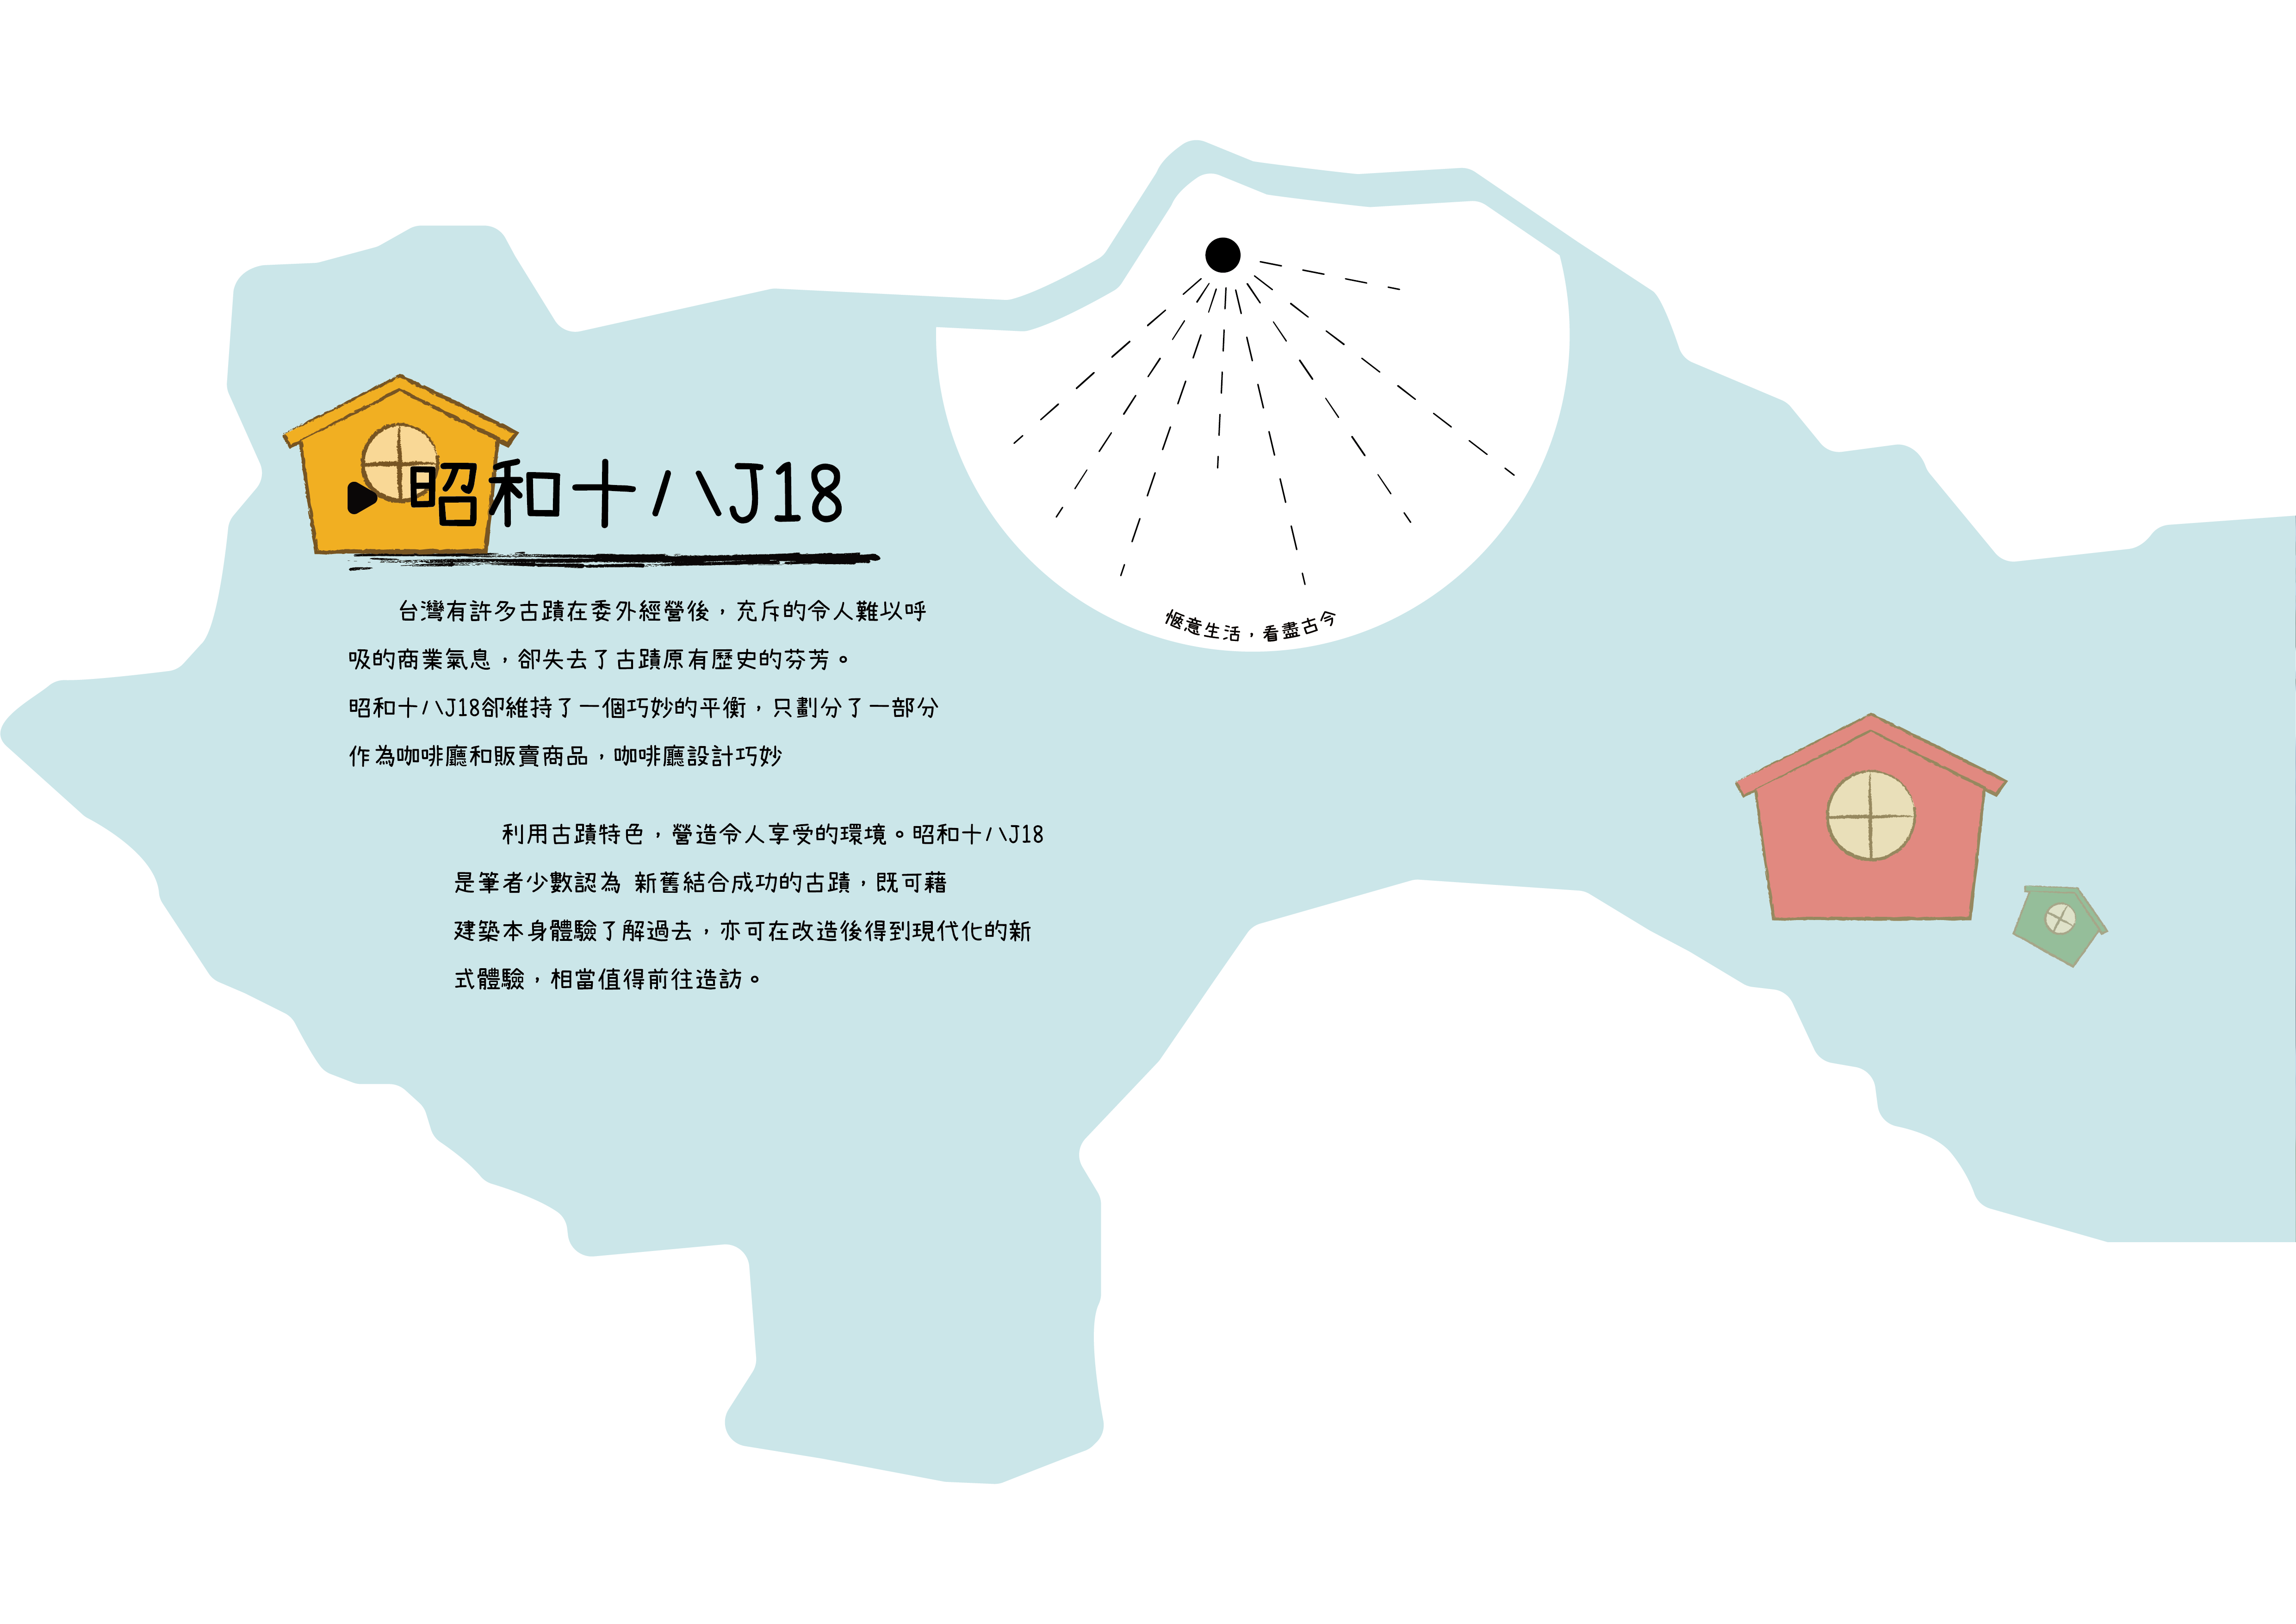 昭和十八J18
台灣有許多古蹟在委外經營後，充斥的令人難以呼
吸的商業氣息，卻失去了古蹟原有歷史的芬芳。
昭和十八J18卻維持了一個巧妙的平衡，只劃分了一部分
作為咖啡廳和販賣商品，咖啡廳設計巧妙
利用古蹟特色，營造令人享受的環境。昭和十八J18
是筆者少數認為 新舊結合成功的古蹟，既可藉
建築本身體驗了解過去，亦可在改造後得到現代化的新
式體驗，相當值得前往造訪。
愜意生活，看盡古今